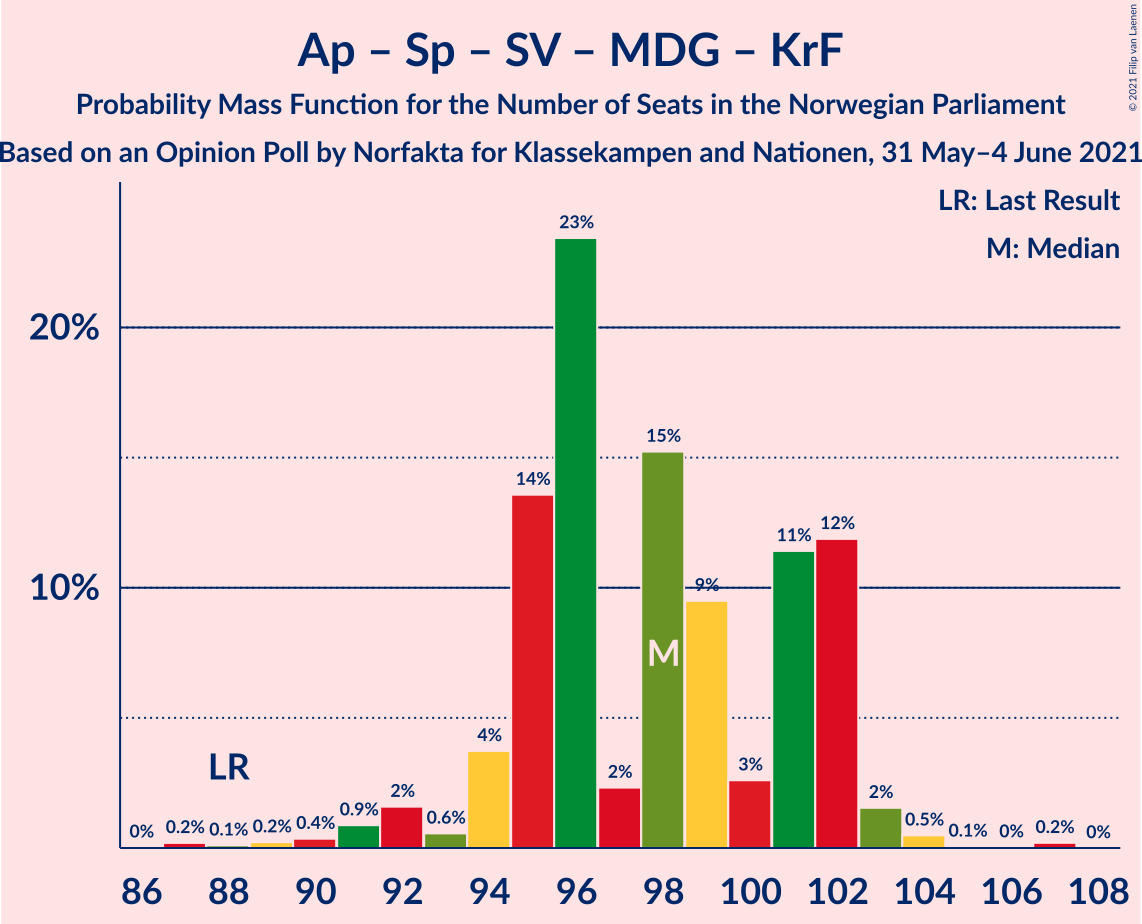 Ap – Sp – SV – MDG – KrF
Probability Mass Function for the Number of Seats in the Norwegian Parliament
Based on an Opinion Poll by Norfakta for Klassekampen and Nationen, 31 May–4 June 2021
© 2021 Filip van Laenen
LR: Last Result
M: Median
20%
10%
0% 0.2% 0.1% 0.2% 0.4% 0.9% 2% 0.6% 4% 14% 23% 2% 15% 9% 3% 11% 12% 2% 0.5% 0.1% 0% 0.2% 0%
LR
M
86 88 90 92 94 96 98 100 102 104 106 108